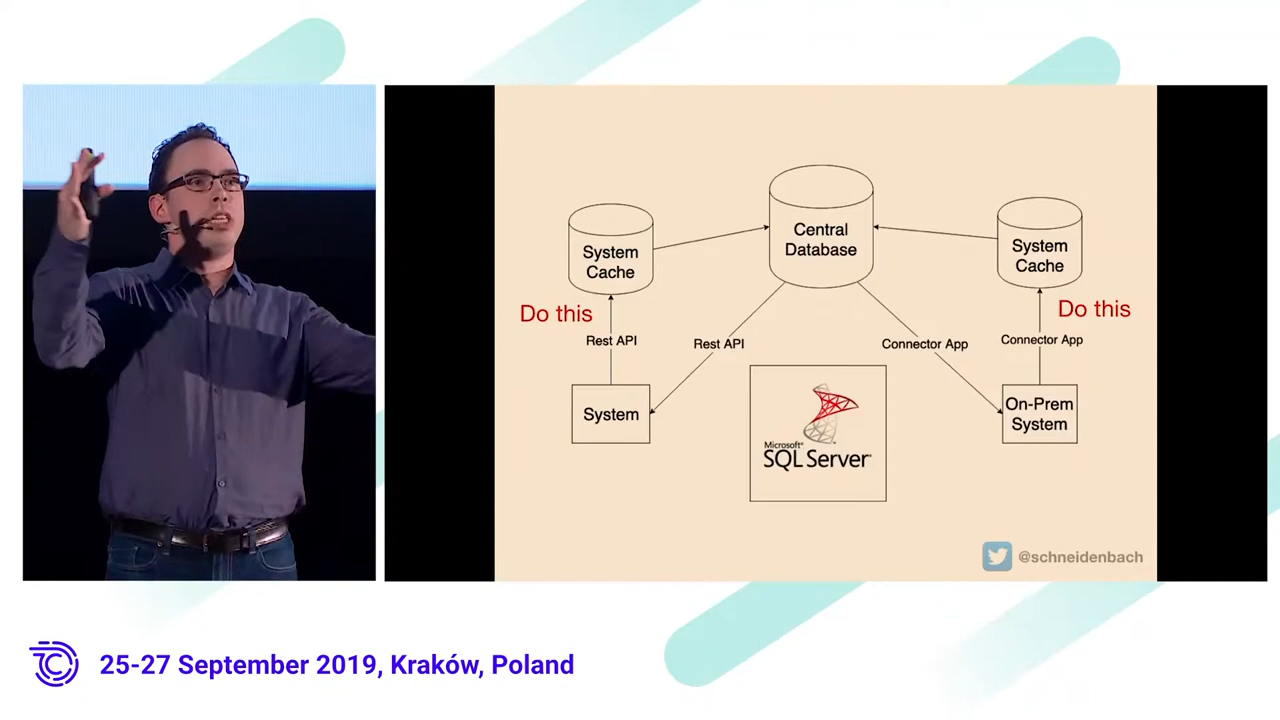 Central
Database
System
Cache
System
Cache
Do this
Do this
Rest API
Rest API
Connector App
Connector App
System
On-Prem
System
Microsoft®
SQL Server®
@schneidenbach
25-27 September 2019, Kraków, Poland